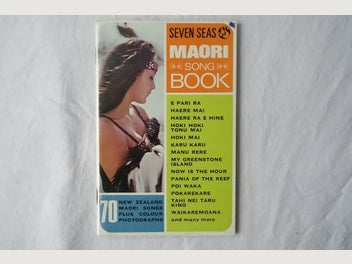 SEVEN SEAS
MAORI
SONG
BOOK
E PARI RA
HAERE MAI
HAERE RA E HINE
HOKI HOKI
TONU MAI
HOKI MAI
KARU KARU
MANU RERE
MY GREENSTONE
ISLAND
NOW IS THE HOUR
PANIA OF THE REEF
POI WAKA
POKAREKARE
TAHI NEI TARU
KINO
WAIKAREMOANA
and many more
70
NEW ZEALAND
MAORI SONGS
PLUS COLOUR
PHOTOGRAPHS